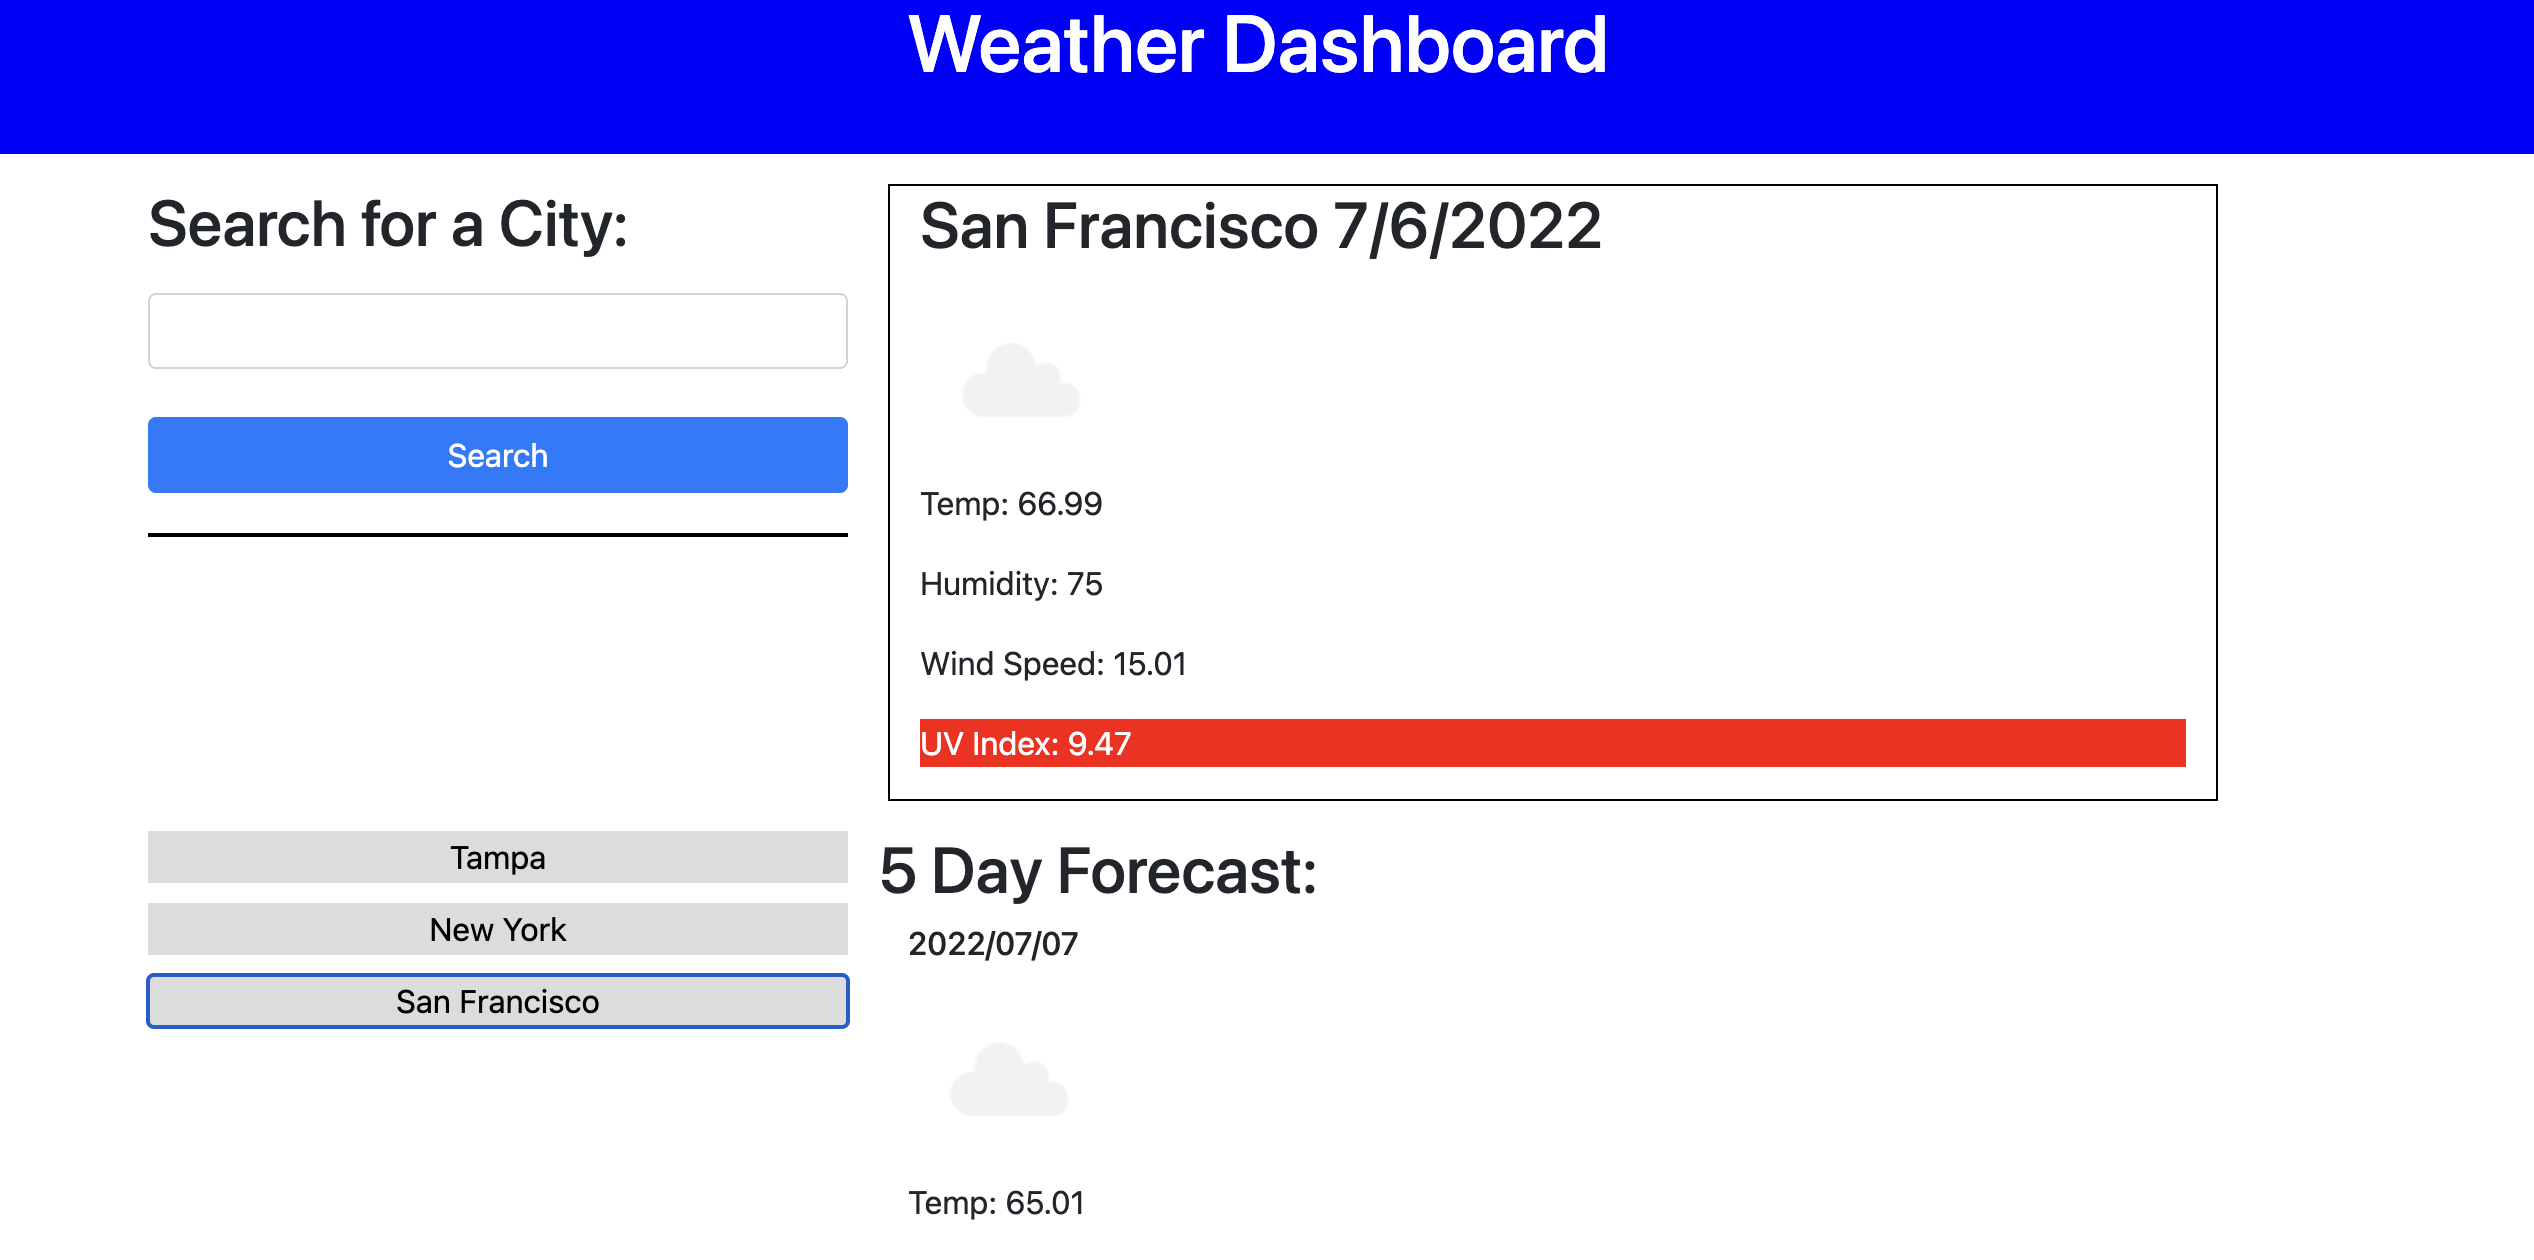 Weather Dashboard
Search for a City:
Search
Tampa
New York
San Francisco
San Francisco 7/6/2022
Temp: 66.99
Humidity: 75
Wind Speed: 15.01
UV Index: 9.47
5 Day Forecast:
2022/07/07
Temp: 65.01